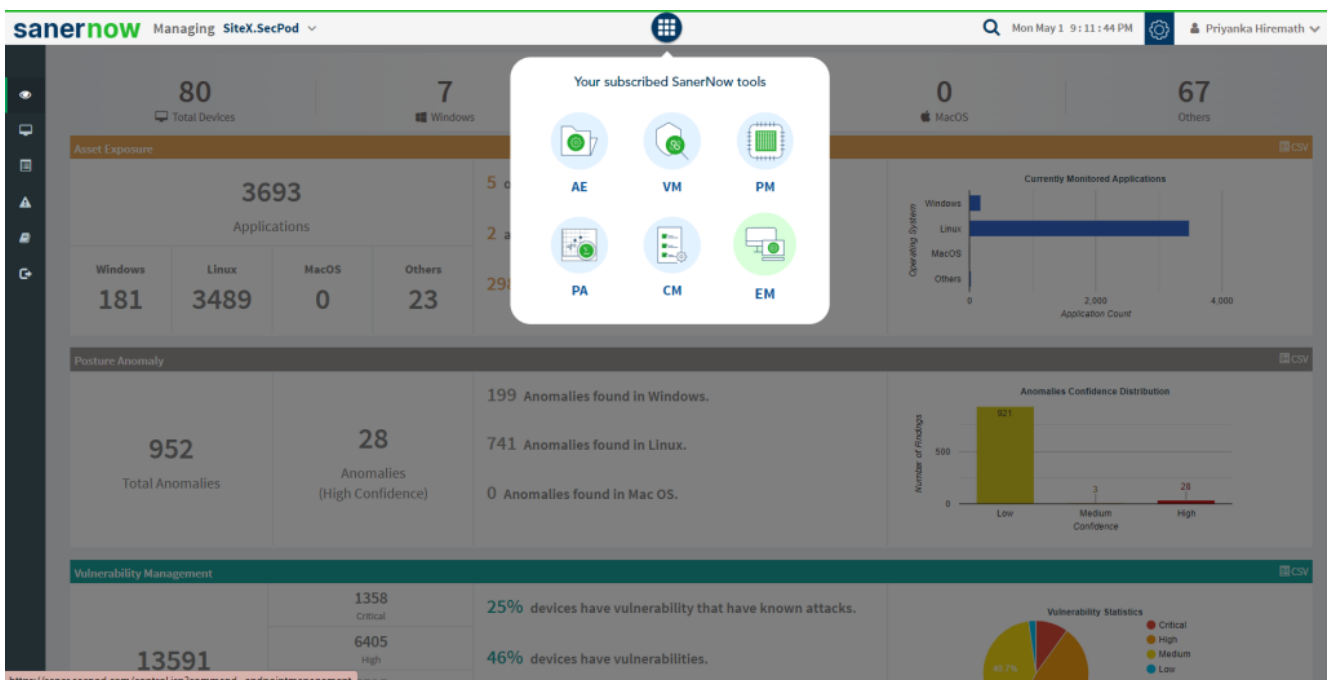 sanernow Managing SiteX.SecPod Mon May 1 9:11:44 PM Priyanka Hiremath
Your subscribed SanerNow tools
80
Total Devices
7
Windows
0
MacOS
67
Others
AE VM PM
PA CM EM
Asset Exposure CSV
3693
Applications
Windows Linux MacOS Others
181 3489 0 23
5
2
298
Currently Monitored Applications
Operating System
Windows
Linux
MacOS
Others
0 2,000 4,000
Application Count
Posture Anomaly CSV
952
Total Anomalies
28
Anomalies
(High Confidence)
199 Anomalies found in Windows.
741 Anomalies found in Linux.
0 Anomalies found in Mac OS.
Anomalies Confidence Distribution
Number of Findings
921
500
3
28
0
Low Medium High
Confidence
Vulnerability Management CSV
13591
1358
Critical
6405
High
25% devices have vulnerability that have known attacks.
46% devices have vulnerabilities.
Vulnerability Statistics
Critical
High
Medium
Low